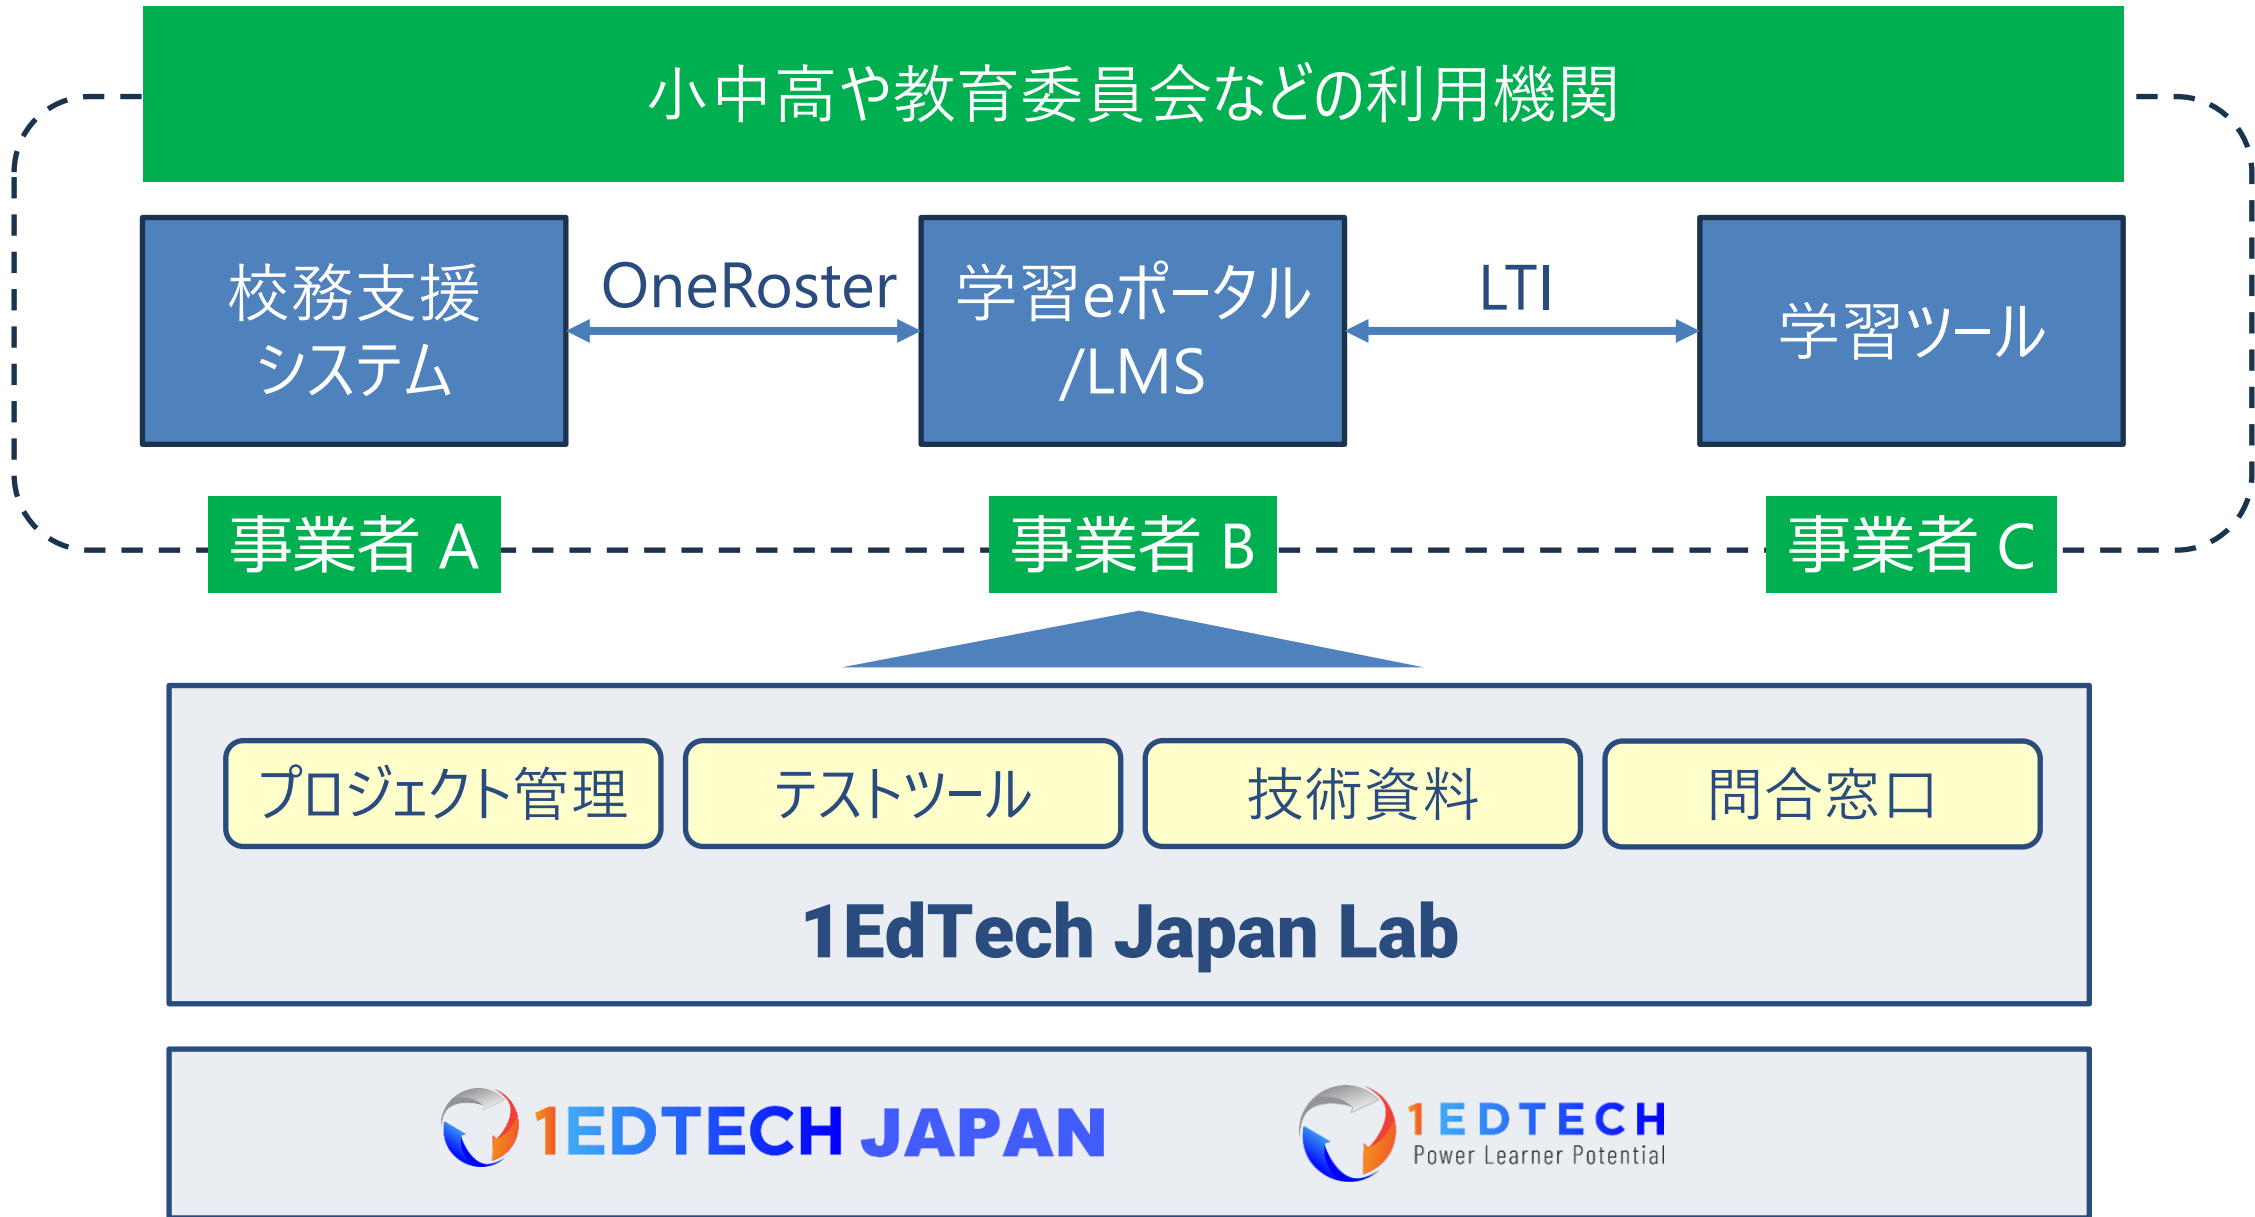 小中高や教育委員会などの利用機関
校務支援
システム
OneRoster
学習eポータル
/LMS
LTI
学習ツール
事業者 A
事業者 B
事業者 C
プロジェクト管理
テストツール
技術資料
問合窓口
1EdTech Japan Lab
1EDTECH JAPAN
1EDTECH
Power Learner Potential